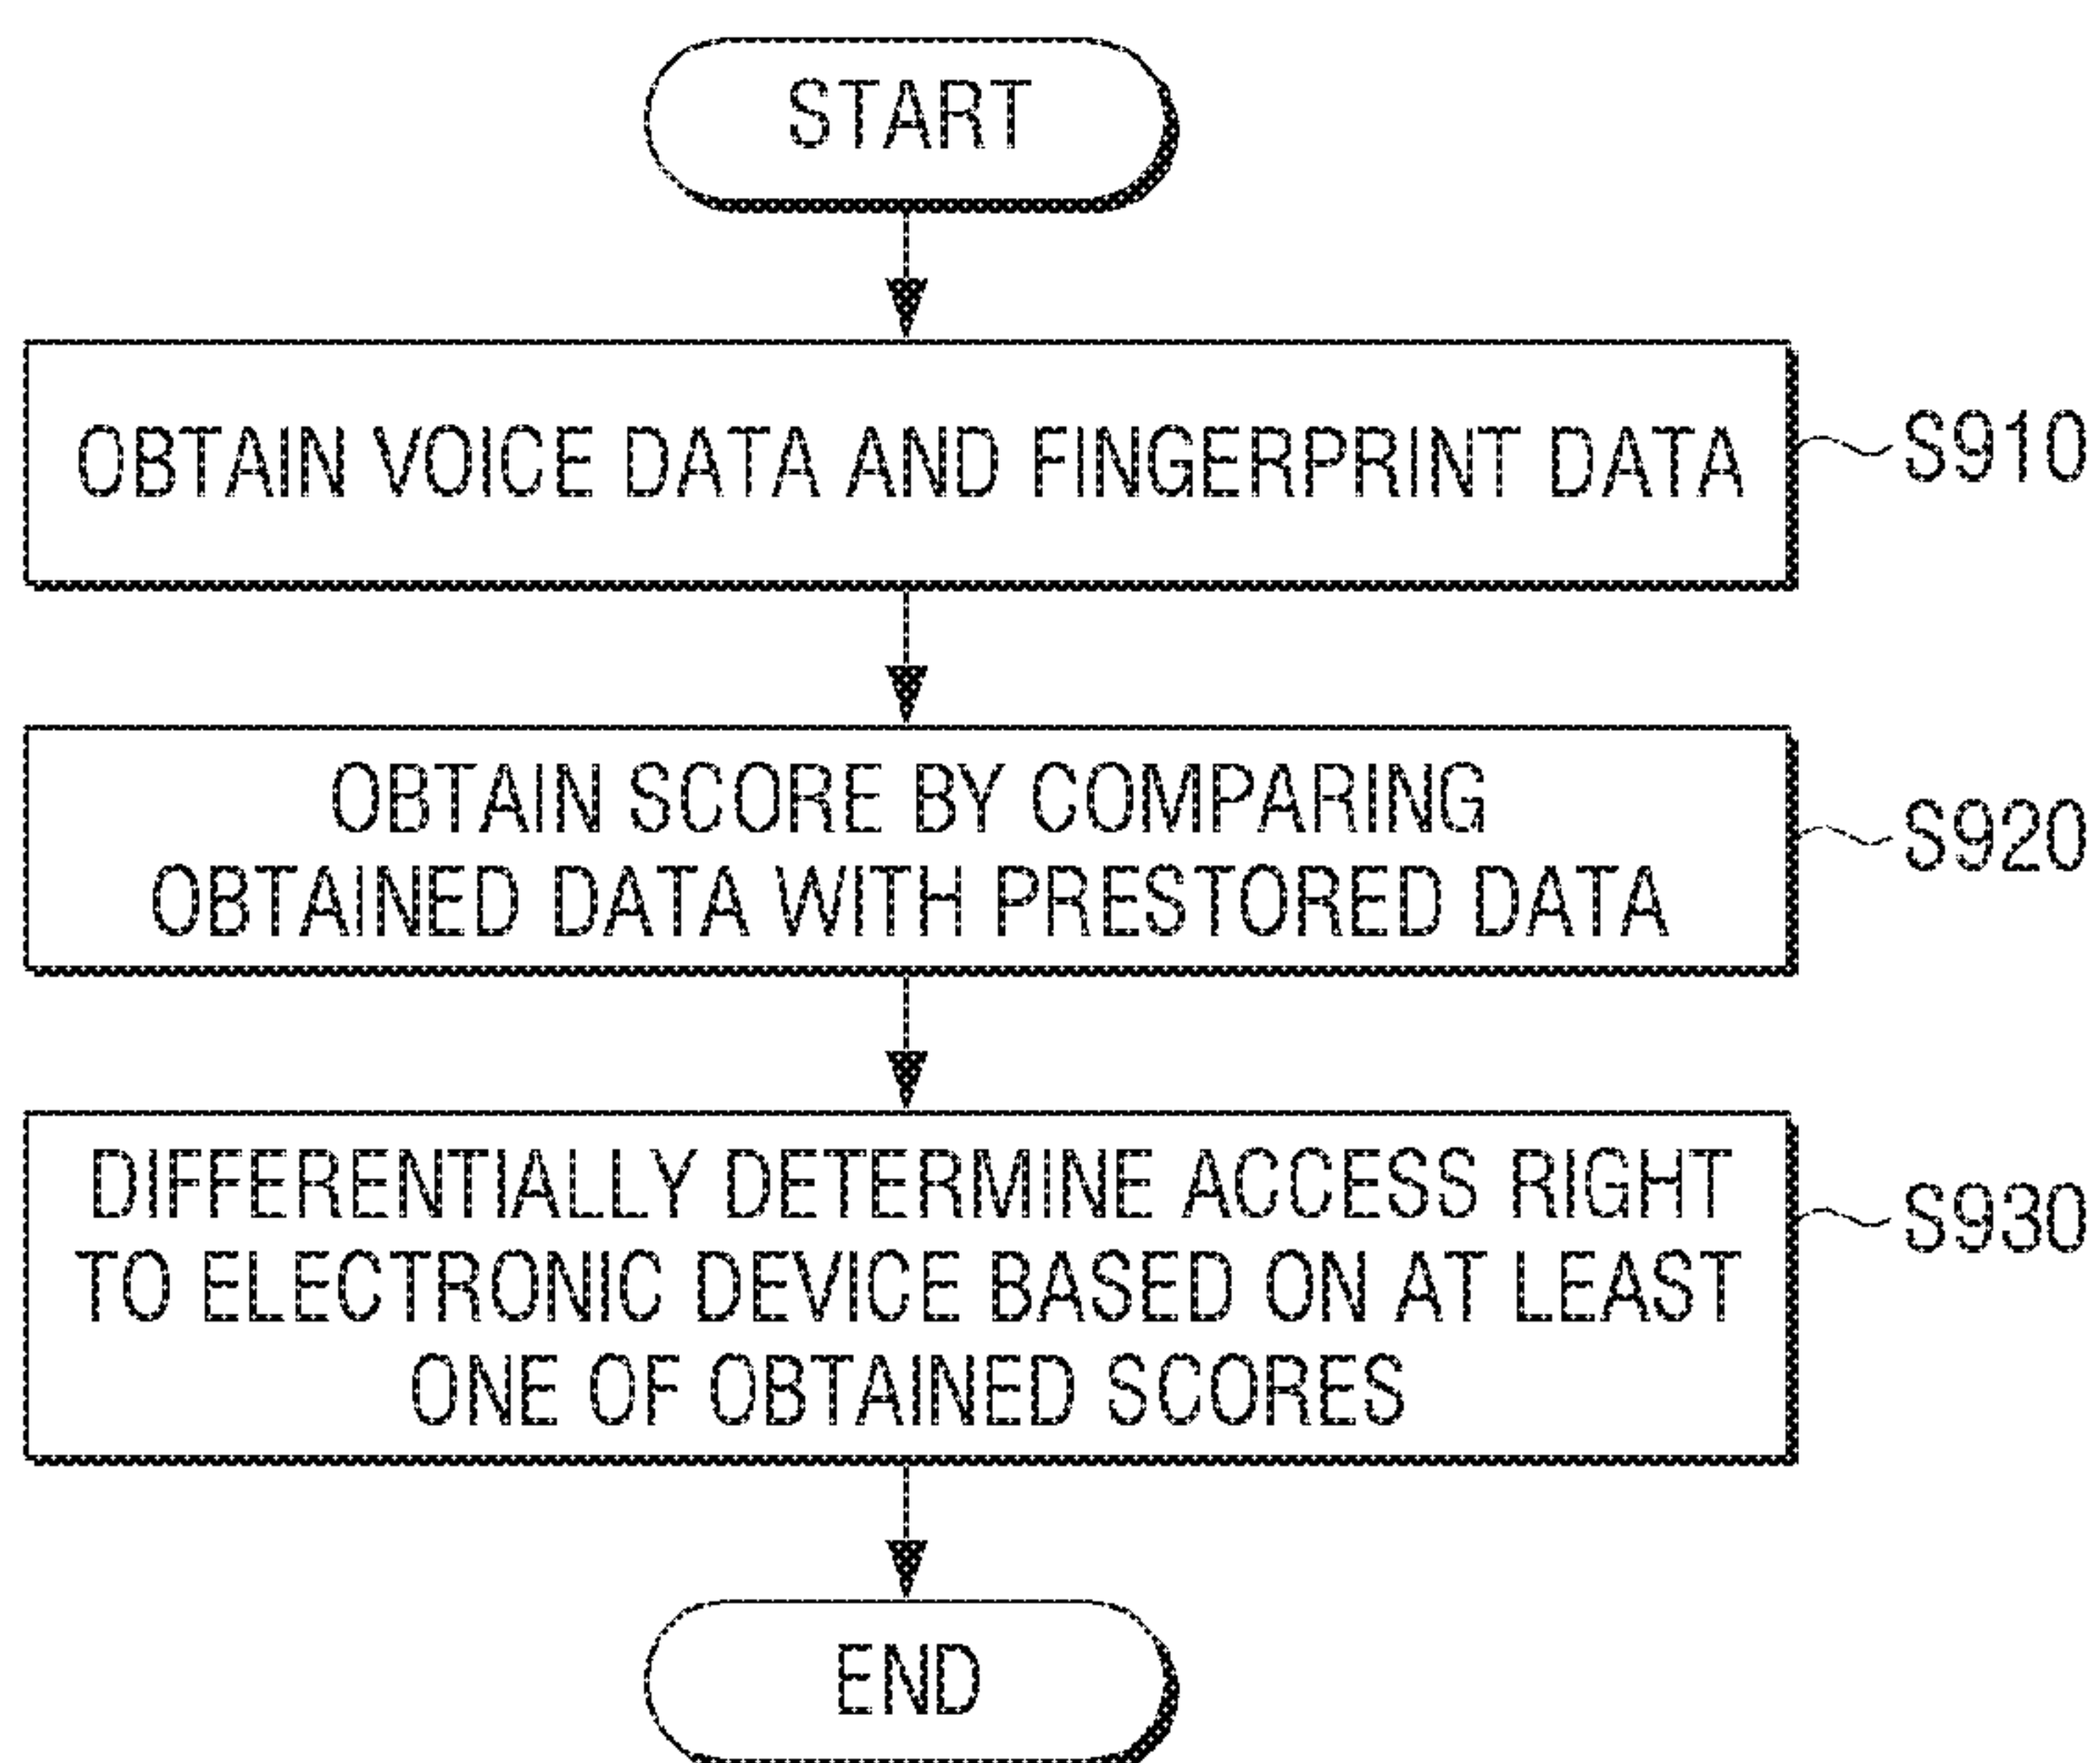 START
OBTAIN VOICE DATA AND FINGERPRINT DATA
S910
OBTAIN SCORE BY COMPARING
OBTAINED DATA WITH PRESTORED DATA
S920
DIFFERENTIALLY DETERMINE ACCESS RIGHT
TO ELECTRONIC DEVICE BASED ON AT LEAST
ONE OF OBTAINED SCORES
S930
END